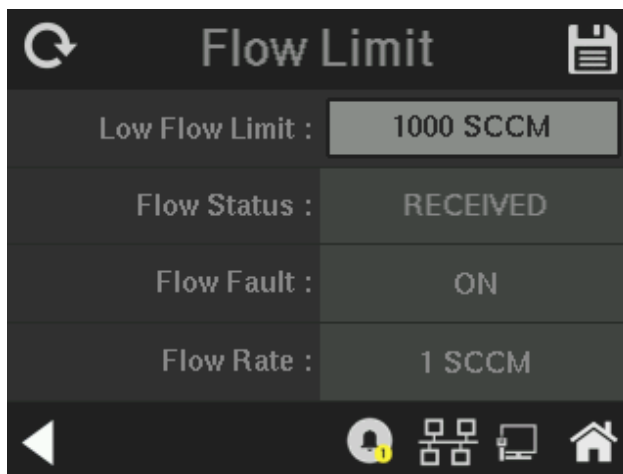 Flow Limit
Low Flow Limit : 1000 SCCM
Flow Status : RECEIVED
Flow Fault : ON
Flow Rate : 1 SCCM
1